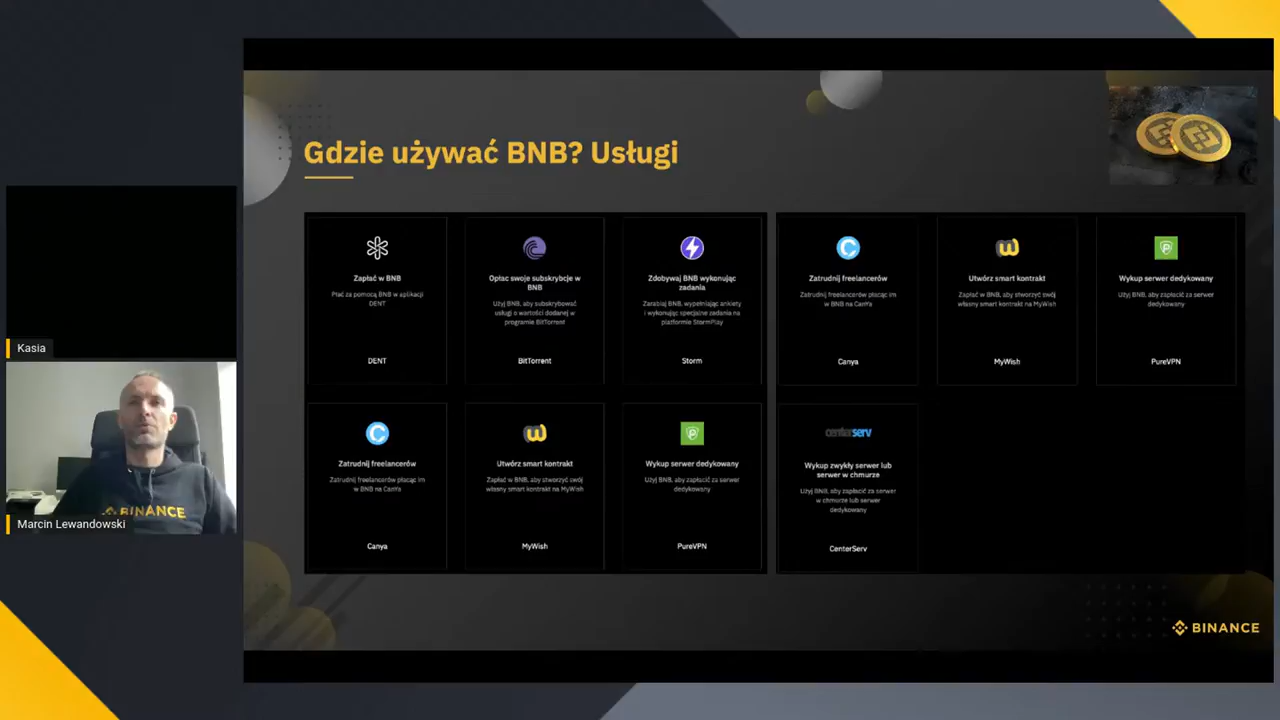 Gdzie używać BNB? Usługi
Zapłać w BNB
Płać za pomocą BNB w aplikacji
DENT
DENT
Opłać swoje subskrybcje w
BNB
Użyj BNB, aby subskrybować
usługi o wartości dodanej w
programie BitTorrent
BitTorrent
Zdobywaj BNB wykonując
zadania
Zarabiaj BNB, wypełniając ankiety
i wykonując specjalne zadania na
platformie StormPlay
Storm
Zatrudnij freelancerów
Zatrudnij freelancerów płacąc im
w BNB na CanYa
Canya
Utwórz smart kontrakt
Zapłać w BNB, aby stworzyć swój
własny smart kontrakt na MyWish
MyWish
Wykup serwer dedykowany
Użyj BNB, aby zapłacić za serwer
dedykowany
PureVPN
Zatrudnij freelancerów
Zatrudnij freelancerów płacąc im
w BNB na CanYa
Canya
Utwórz smart kontrakt
Zapłać w BNB, aby stworzyć swój
własny smart kontrakt na MyWish
MyWish
Wykup serwer dedykowany
Użyj BNB, aby zapłacić za serwer
dedykowany
PureVPN
centerserv
Wykup zwykły serwer lub
serwer w chmurze
Użyj BNB, aby zapłacić za serwer
w chmurze lub serwer
dedykowany
CenterServ
BINANCE
Kasia
BINANCE
Marcin Lewandowski